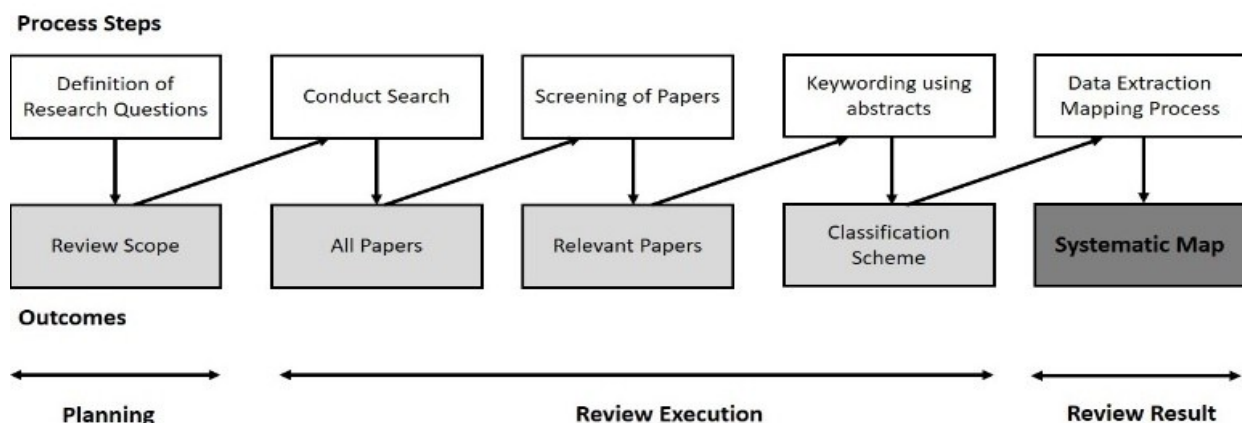 Process Steps
Definition of
Research Questions
Conduct Search
Screening of Papers
Keywording using
abstracts
Data Extraction
Mapping Process
Review Scope
All Papers
Relevant Papers
Classification
Scheme
Systematic Map
Outcomes
Planning
Review Execution
Review Result